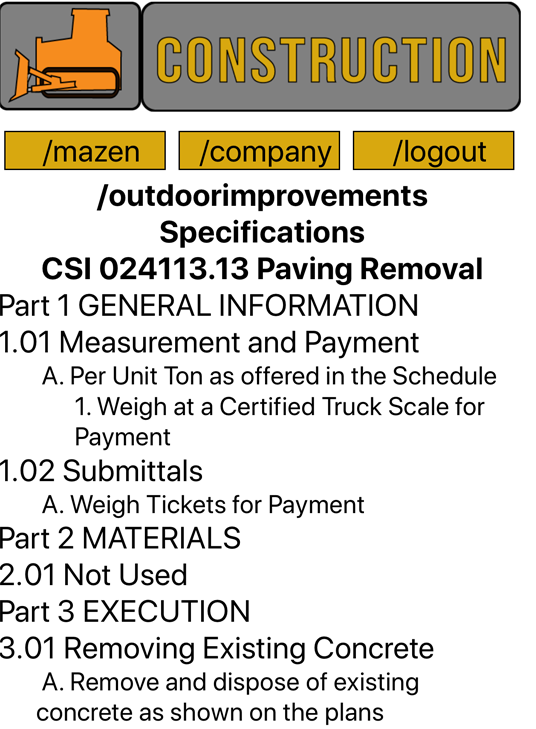 CONSTRUCTION
/mazen /company /logout
/outdoorimprovements
Specifications
CSI 024113.13 Paving Removal
Part 1 GENERAL INFORMATION
1.01 Measurement and Payment
A. Per Unit Ton as offered in the Schedule
1. Weigh at a Certified Truck Scale for
Payment
1.02 Submittals
A. Weigh Tickets for Payment
Part 2 MATERIALS
2.01 Not Used
Part 3 EXECUTION
3.01 Removing Existing Concrete
A. Remove and dispose of existing
concrete as shown on the plans